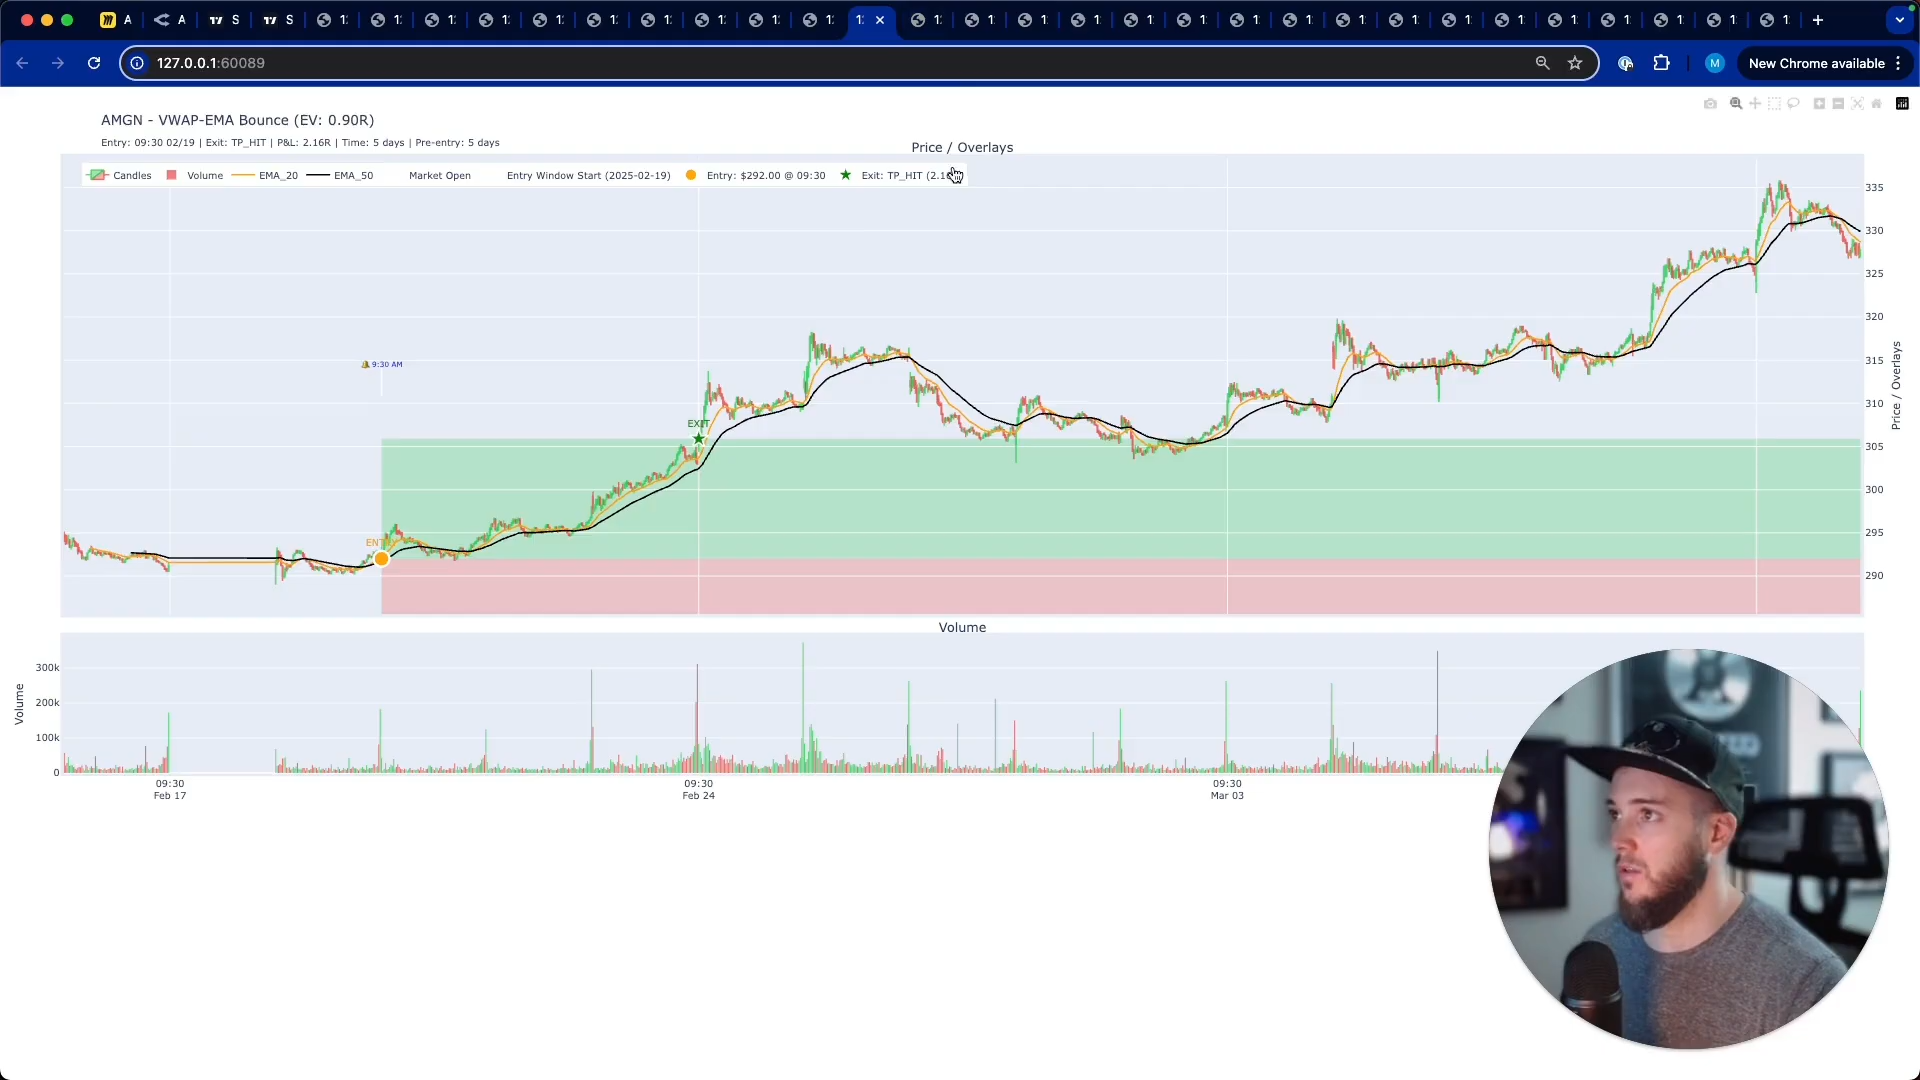 A
A
S
S
127.0.0.1:60089
M
New Chrome available
AMGN - VWAP-EMA Bounce (EV: 0.90R)
Entry: 09:30 02/19 | Exit: TP_HIT | P&L: 2.16R | Time: 5 days | Pre-entry: 5 days
Price / Overlays
Candles Volume EMA_20 EMA_50 Market Open Entry Window Start (2025-02-19) Entry: $292.00 @ 09:30 Exit: TP_HIT (2.1
335
330
325
320
315
310
305
300
295
290
Price / Overlays
9:30 AM
EXIT
ENT
Volume
300k
200k
100k
0
Volume
09:30
Feb 17
09:30
Feb 24
09:30
Mar 03